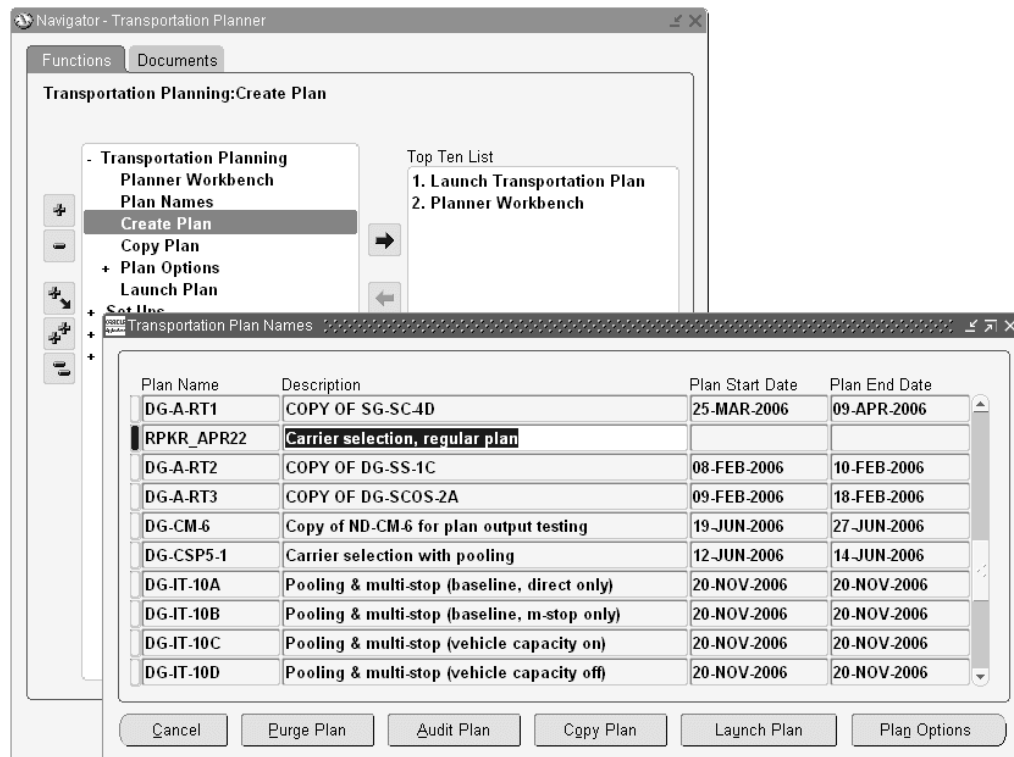 Navigator - Transportation Planner
Functions Documents
Transportation Planning:Create Plan
- Transportation Planning
Planner Workbench
Plan Names
Create Plan
Copy Plan
+ Plan Options
Launch Plan
+ Set Ups
Top Ten List
1. Launch Transportation Plan
2. Planner Workbench
Transportation Plan Names
Plan Name Description Plan Start Date Plan End Date
DG-A-RT1 COPY OF SG-SC-4D 25-MAR-2006 09-APR-2006
RPKR_APR22 Carrier selection, regular plan
DG-A-RT2 COPY OF DG-SS-1C 08-FEB-2006 10-FEB-2006
DG-A-RT3 COPY OF DG-SCOS-2A 09-FEB-2006 18-FEB-2006
DG-CM-6 Copy of ND-CM-6 for plan output testing 19-JUN-2006 27-JUN-2006
DG-CSP5-1 Carrier selection with pooling 12-JUN-2006 14-JUN-2006
DG-IT-10A Pooling & multi-stop (baseline, direct only) 20-NOV-2006 20-NOV-2006
DG-IT-10B Pooling & multi-stop (baseline, m-stop only) 20-NOV-2006 20-NOV-2006
DG-IT-10C Pooling & multi-stop (vehicle capacity on) 20-NOV-2006 20-NOV-2006
DG-IT-10D Pooling & multi-stop (vehicle capacity off) 20-NOV-2006 20-NOV-2006
Cancel Purge Plan Audit Plan Copy Plan Launch Plan Plan Options